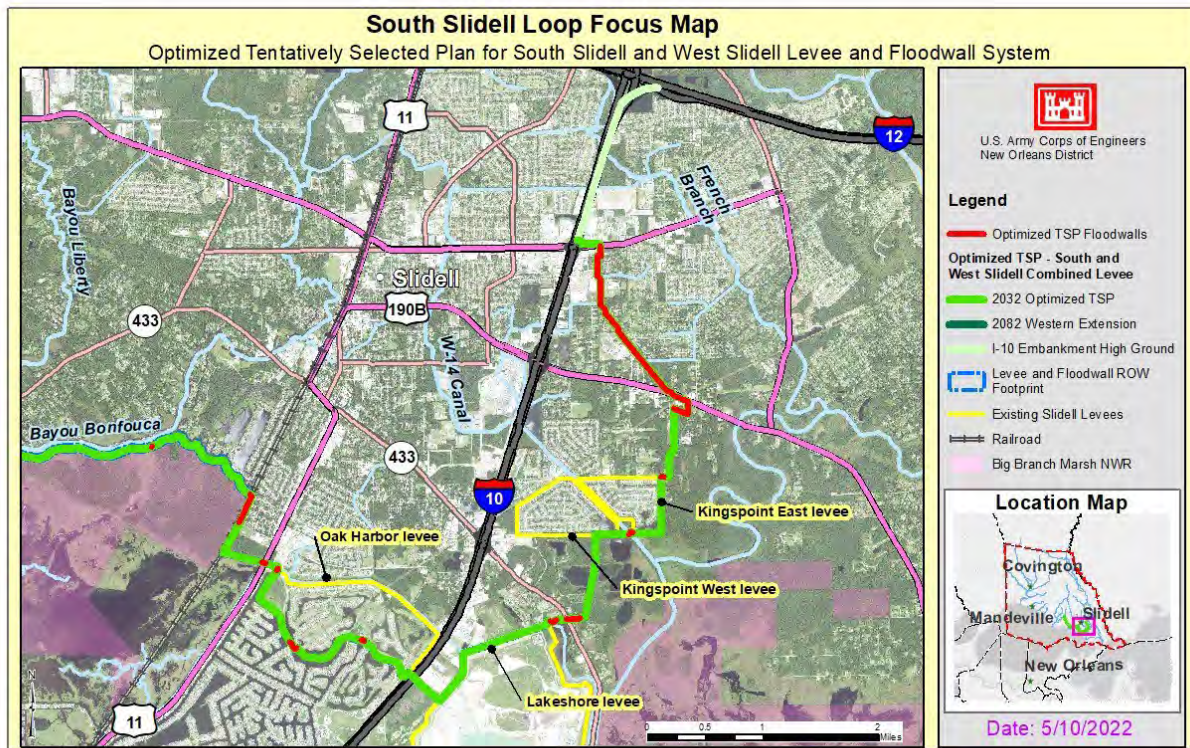 South Slidell Loop Focus Map
Optimized Tentatively Selected Plan for South Slidell and West Slidell Levee and Floodwall System
11
12
French
Branch
Bayou Liberty
Slidell
190B
433
W-14 Canal
Bayou Bonfouca
433
10
Kingspoint East levee
Oak Harbor levee
Kingspoint West levee
Lakeshore levee
11
N
0 0.5 1 2
Miles
U.S. Army Corps of Engineers
New Orleans District
Legend
Optimized TSP Floodwalls
Optimized TSP - South and
West Slidell Combined Levee
2032 Optimized TSP
2082 Western Extension
I-10 Embankment High Ground
Levee and Floodwall ROW
Footprint
Existing Slidell Levees
Railroad
Big Branch Marsh NWR
Location Map
Covington
Mandeville
Slidell
New Orleans
Date: 5/10/2022